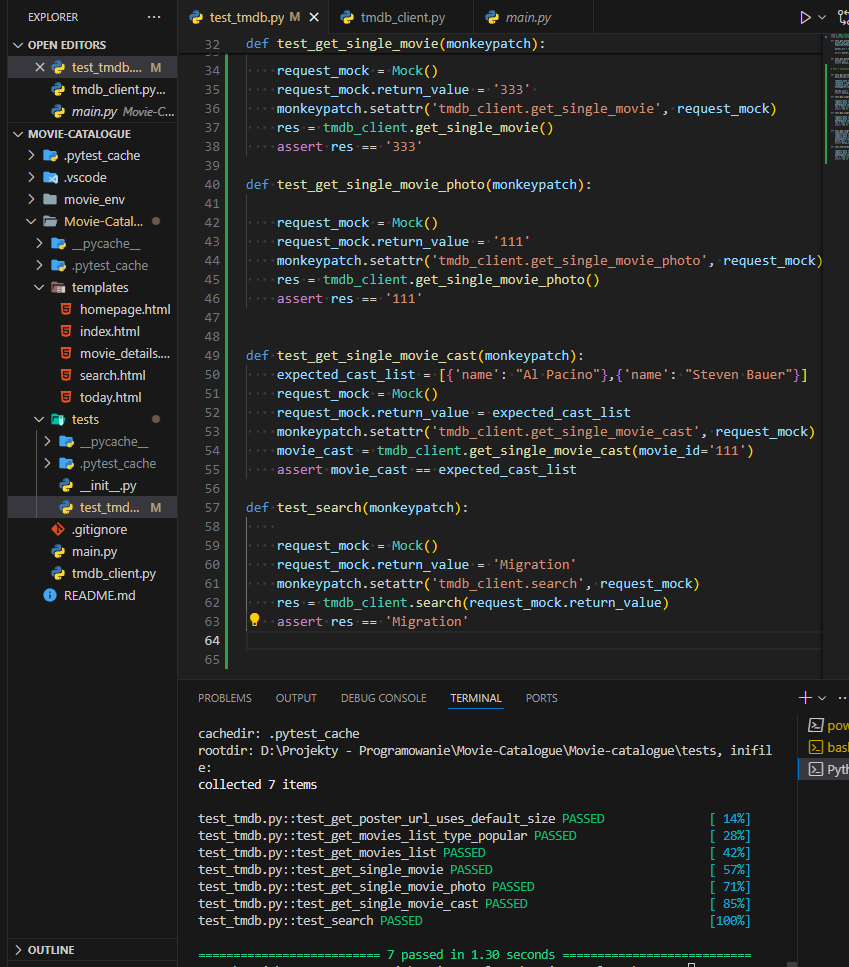 EXPLORER ...
OPEN EDITORS
test_tmdb.... M
tmdb_client.py...
main.py Movie-C...
MOVIE-CATALOGUE
.pytest_cache
.vscode
movie_env
Movie-Catal...
__pycache__
.pytest_cache
templates
homepage.html
index.html
movie_details....
search.html
today.html
tests
__pycache__
.pytest_cache
__init__.py
test_tmd... M
.gitignore
main.py
tmdb_client.py
README.md
OUTLINE
test_tmdb.py M
tmdb_client.py
main.py
32 def test_get_single_movie(monkeypatch):
34 request_mock = Mock()
35 request_mock.return_value = '333'
36 monkeypatch.setattr('tmdb_client.get_single_movie', request_mock)
37 res = tmdb_client.get_single_movie()
38 assert res == '333'
39
40 def test_get_single_movie_photo(monkeypatch):
41
42 request_mock = Mock()
43 request_mock.return_value = '111'
44 monkeypatch.setattr('tmdb_client.get_single_movie_photo', request_mock)
45 res = tmdb_client.get_single_movie_photo()
46 assert res == '111'
47
48
49 def test_get_single_movie_cast(monkeypatch):
50 expected_cast_list = [{'name': "Al Pacino"},{'name': "Steven Bauer"}]
51 request_mock = Mock()
52 request_mock.return_value = expected_cast_list
53 monkeypatch.setattr('tmdb_client.get_single_movie_cast', request_mock)
54 movie_cast = tmdb_client.get_single_movie_cast(movie_id='111')
55 assert movie_cast == expected_cast_list
56
57 def test_search(monkeypatch):
58
59 request_mock = Mock()
60 request_mock.return_value = 'Migration'
61 monkeypatch.setattr('tmdb_client.search', request_mock)
62 res = tmdb_client.search(request_mock.return_value)
63 assert res == 'Migration'
64
65
PROBLEMS OUTPUT DEBUG CONSOLE TERMINAL PORTS
cachedir: .pytest_cache
rootdir: D:\Projekty - Programowanie\Movie-Catalogue\Movie-catalogue\tests, inifil
e:
collected 7 items
test_tmdb.py::test_get_poster_url_uses_default_size PASSED [ 14%]
test_tmdb.py::test_get_movies_list_type_popular PASSED [ 28%]
test_tmdb.py::test_get_movies_list PASSED [ 42%]
test_tmdb.py::test_get_single_movie PASSED [ 57%]
test_tmdb.py::test_get_single_movie_photo PASSED [ 71%]
test_tmdb.py::test_get_single_movie_cast PASSED [ 85%]
test_tmdb.py::test_search PASSED [100%]
========================== 7 passed in 1.30 seconds ===========================
pow
bas
Pyth